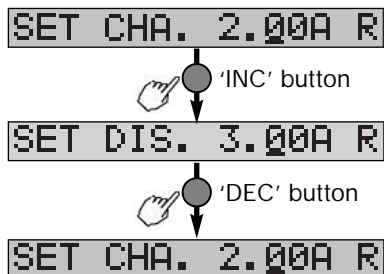 SET CHA. 2.00A R
'INC' button
SET DIS. 3.00A R
'DEC' button
SET CHA. 2.00A R